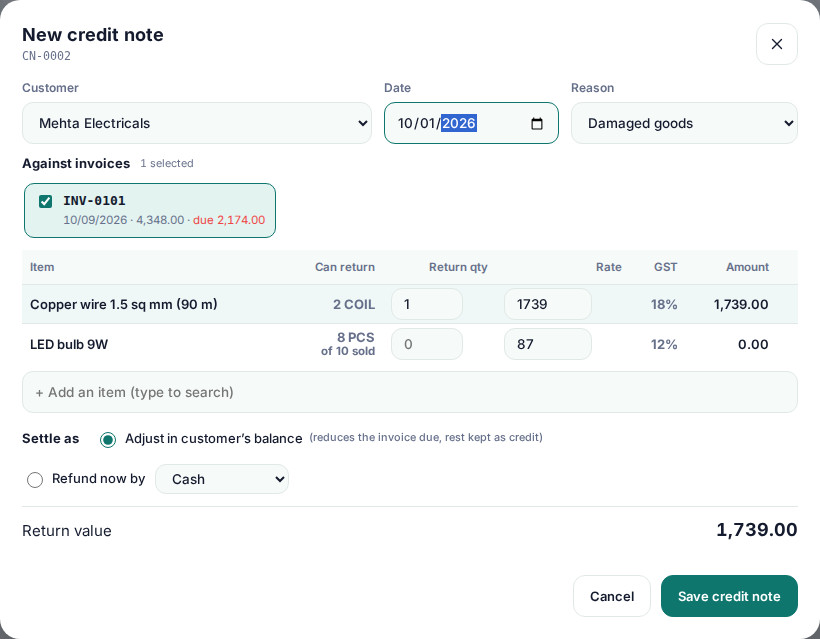 New credit note
CN-0002
Customer Date Reason
Mehta Electricals 10/01/2026 Damaged goods
Against invoices 1 selected
INV-0101
10/09/2026 · 4,348.00 · due 2,174.00
Item Can return Return qty Rate GST Amount
Copper wire 1.5 sq mm (90 m) 2 COIL 1 1739 18% 1,739.00
LED bulb 9W 8 PCS 0 87 12% 0.00
of 10 sold
+ Add an item (type to search)
Settle as Adjust in customer’s balance (reduces the invoice due, rest kept as credit)
Refund now by Cash
Return value 1,739.00
Cancel Save credit note